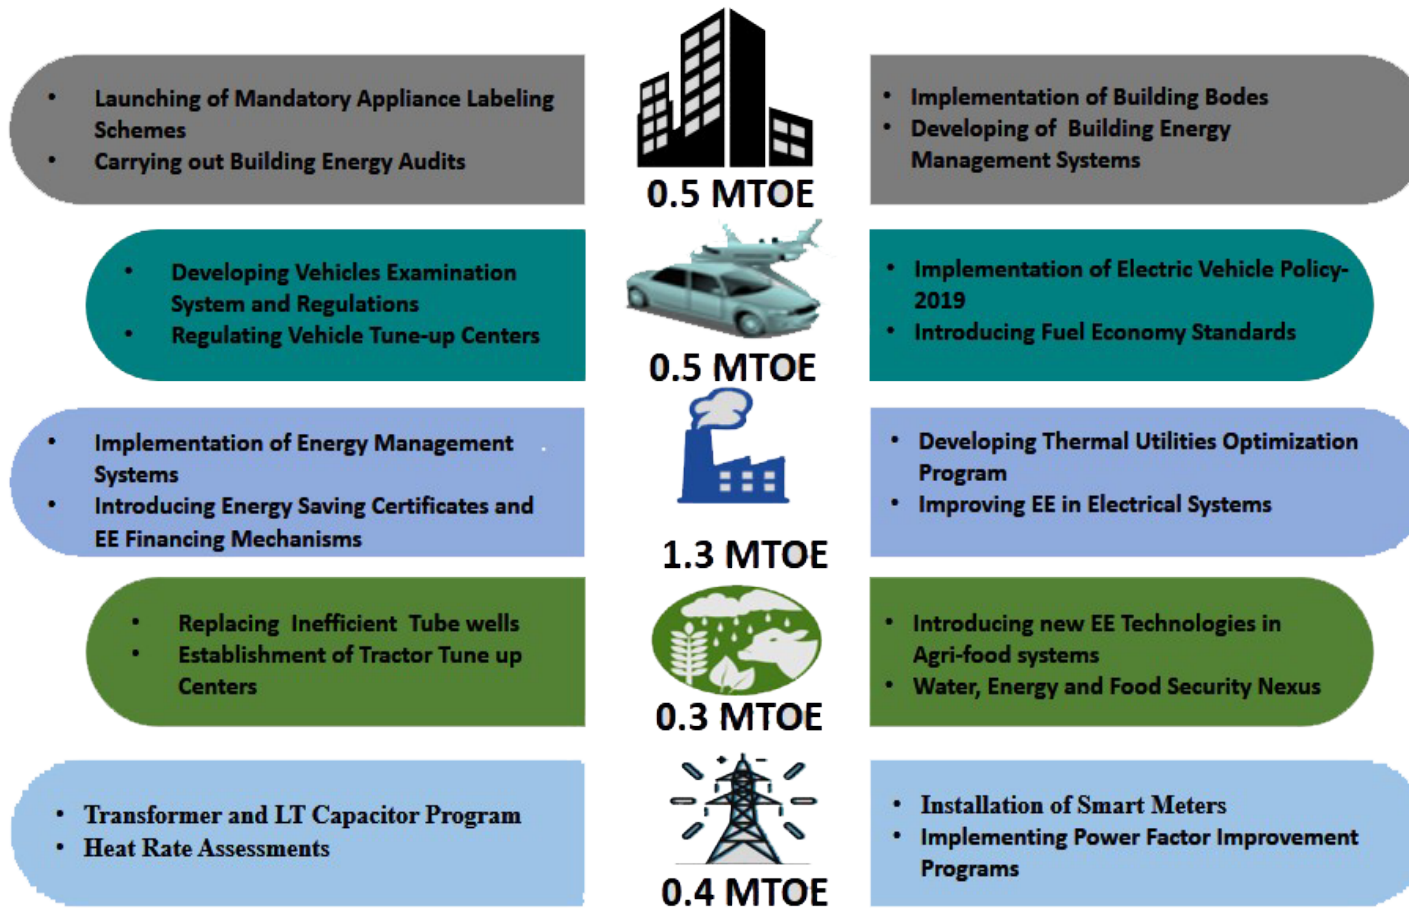 • Launching of Mandatory Appliance Labeling
Schemes
• Carrying out Building Energy Audits
0.5 MTOE
• Implementation of Building Bodes
• Developing of Building Energy
Management Systems
• Developing Vehicles Examination
System and Regulations
• Regulating Vehicle Tune-up Centers
0.5 MTOE
• Implementation of Electric Vehicle Policy-
2019
• Introducing Fuel Economy Standards
• Implementation of Energy Management
Systems
• Introducing Energy Saving Certificates and
EE Financing Mechanisms
1.3 MTOE
• Developing Thermal Utilities Optimization
Program
• Improving EE in Electrical Systems
• Replacing Inefficient Tube wells
• Establishment of Tractor Tune up
Centers
0.3 MTOE
• Introducing new EE Technologies in
Agri-food systems
• Water, Energy and Food Security Nexus
• Transformer and LT Capacitor Program
• Heat Rate Assessments
0.4 MTOE
• Installation of Smart Meters
• Implementing Power Factor Improvement
Programs